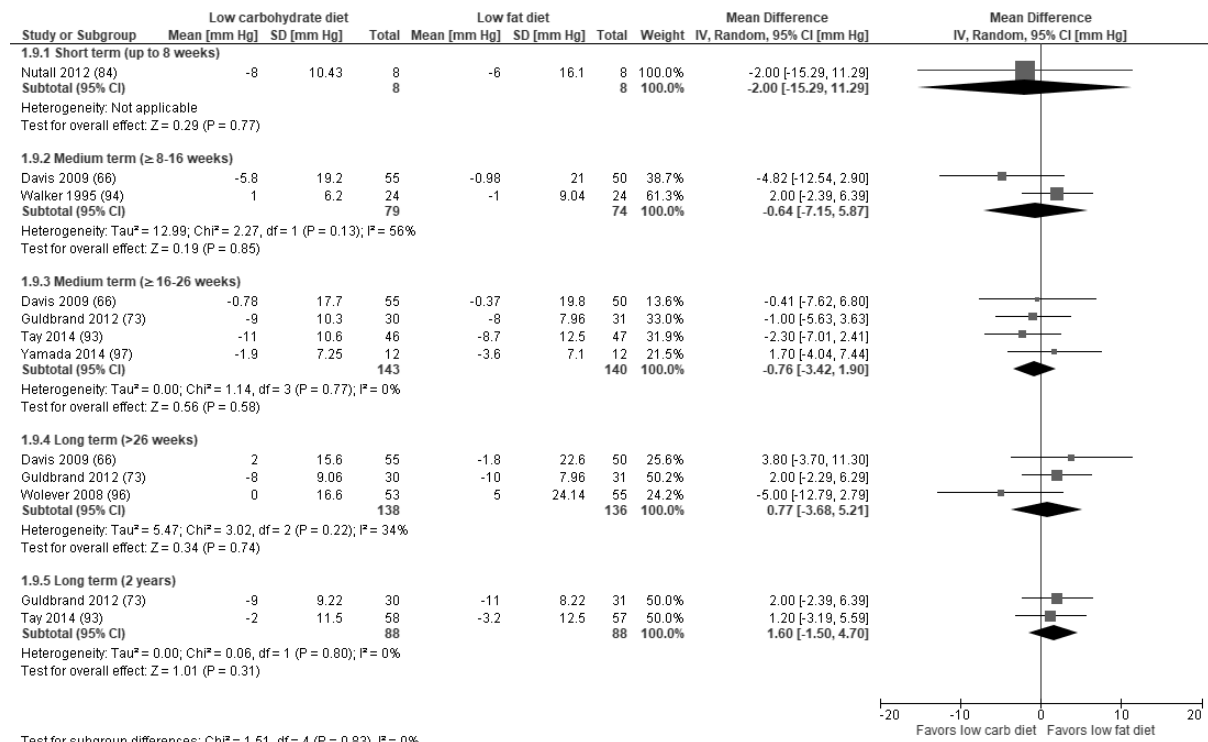 Low carbohydrate diet Low fat diet Mean Difference Mean Difference
Study or Subgroup Mean [mm Hg] SD [mm Hg] Total Mean [mm Hg] SD [mm Hg] Total Weight IV, Random, 95% CI [mm Hg] IV, Random, 95% CI [mm Hg]
1.9.1 Short term (up to 8 weeks)
Nutall 2012 (84) -8 10.43 8 -6 16.1 8 100.0% -2.00 [-15.29, 11.29]
Subtotal (95% CI) 8 8 100.0% -2.00 [-15.29, 11.29]
Heterogeneity: Not applicable
Test for overall effect: Z = 0.29 (P = 0.77)
1.9.2 Medium term (≥ 8-16 weeks)
Davis 2009 (66) -5.8 19.2 55 -0.98 21 50 38.7% -4.82 [-12.54, 2.90]
Walker 1995 (94) 1 6.2 24 -1 9.04 24 61.3% 2.00 [-2.39, 6.39]
Subtotal (95% CI) 79 74 100.0% -0.64 [-7.15, 5.87]
Heterogeneity: Tau² = 12.99; Chi² = 2.27, df = 1 (P = 0.13); I² = 56%
Test for overall effect: Z = 0.19 (P = 0.85)
1.9.3 Medium term (≥ 16-26 weeks)
Davis 2009 (66) -0.78 17.7 55 -0.37 19.8 50 13.6% -0.41 [-7.62, 6.80]
Guldbrand 2012 (73) -9 10.3 30 -8 7.96 31 33.0% -1.00 [-5.63, 3.63]
Tay 2014 (93) -11 10.6 46 -8.7 12.5 47 31.9% -2.30 [-7.01, 2.41]
Yamada 2014 (97) -1.9 7.25 12 -3.6 7.1 12 21.5% 1.70 [-4.04, 7.44]
Subtotal (95% CI) 143 140 100.0% -0.76 [-3.42, 1.90]
Heterogeneity: Tau² = 0.00; Chi² = 1.14, df = 3 (P = 0.77); I² = 0%
Test for overall effect: Z = 0.56 (P = 0.58)
1.9.4 Long term (>26 weeks)
Davis 2009 (66) 2 15.6 55 -1.8 22.6 50 25.6% 3.80 [-3.70, 11.30]
Guldbrand 2012 (73) -8 9.06 30 -10 7.96 31 50.2% 2.00 [-2.29, 6.29]
Wolever 2008 (96) 0 16.6 53 5 24.14 55 24.2% -5.00 [-12.79, 2.79]
Subtotal (95% CI) 138 136 100.0% 0.77 [-3.68, 5.21]
Heterogeneity: Tau² = 5.47; Chi² = 3.02, df = 2 (P = 0.22); I² = 34%
Test for overall effect: Z = 0.34 (P = 0.74)
1.9.5 Long term (2 years)
Guldbrand 2012 (73) -9 9.22 30 -11 8.22 31 50.0% 2.00 [-2.39, 6.39]
Tay 2014 (93) -2 11.5 58 -3.2 12.5 57 50.0% 1.20 [-3.19, 5.59]
Subtotal (95% CI) 88 88 100.0% 1.60 [-1.50, 4.70]
Heterogeneity: Tau² = 0.00; Chi² = 0.06, df = 1 (P = 0.80); I² = 0%
Test for overall effect: Z = 1.01 (P = 0.31)
-20 -10 0 10 20
Favors low carb diet Favors low fat diet
Test for subgroup differences: Chi² = 1.51, df = 4 (P = 0.83), I² = 0%